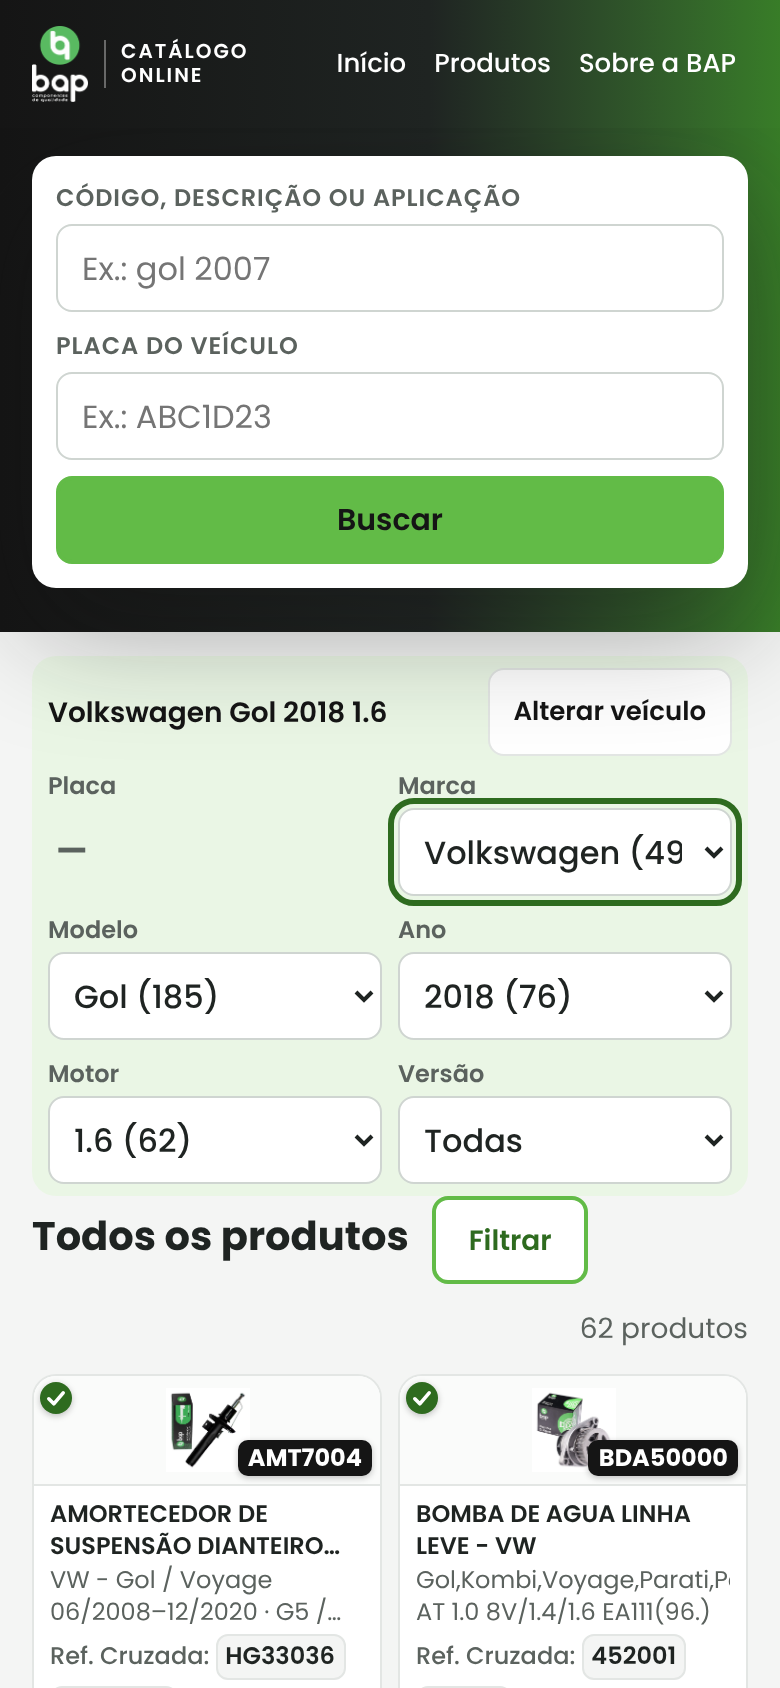 bap
componentes
de qualidade
CATÁLOGO
ONLINE
Início
Produtos
Sobre a BAP
CÓDIGO, DESCRIÇÃO OU APLICAÇÃO
Ex.: gol 2007
PLACA DO VEÍCULO
Ex.: ABC1D23
Buscar
Volkswagen Gol 2018 1.6
Alterar veículo
Placa
Marca
—
Volkswagen (49
Modelo
Ano
Gol (185)
2018 (76)
Motor
Versão
1.6 (62)
Todas
Todos os produtos
Filtrar
62 produtos
AMT7004
AMORTECEDOR DE
SUSPENSÃO DIANTEIRO...
VW - Gol / Voyage
06/2008–12/2020 · G5 /...
Ref. Cruzada: HG33036
bap
BDA50000
BOMBA DE AGUA LINHA
LEVE - VW
Gol,Kombi,Voyage,Parati,P
AT 1.0 8V/1.4/1.6 EA111(96.)
Ref. Cruzada: 452001